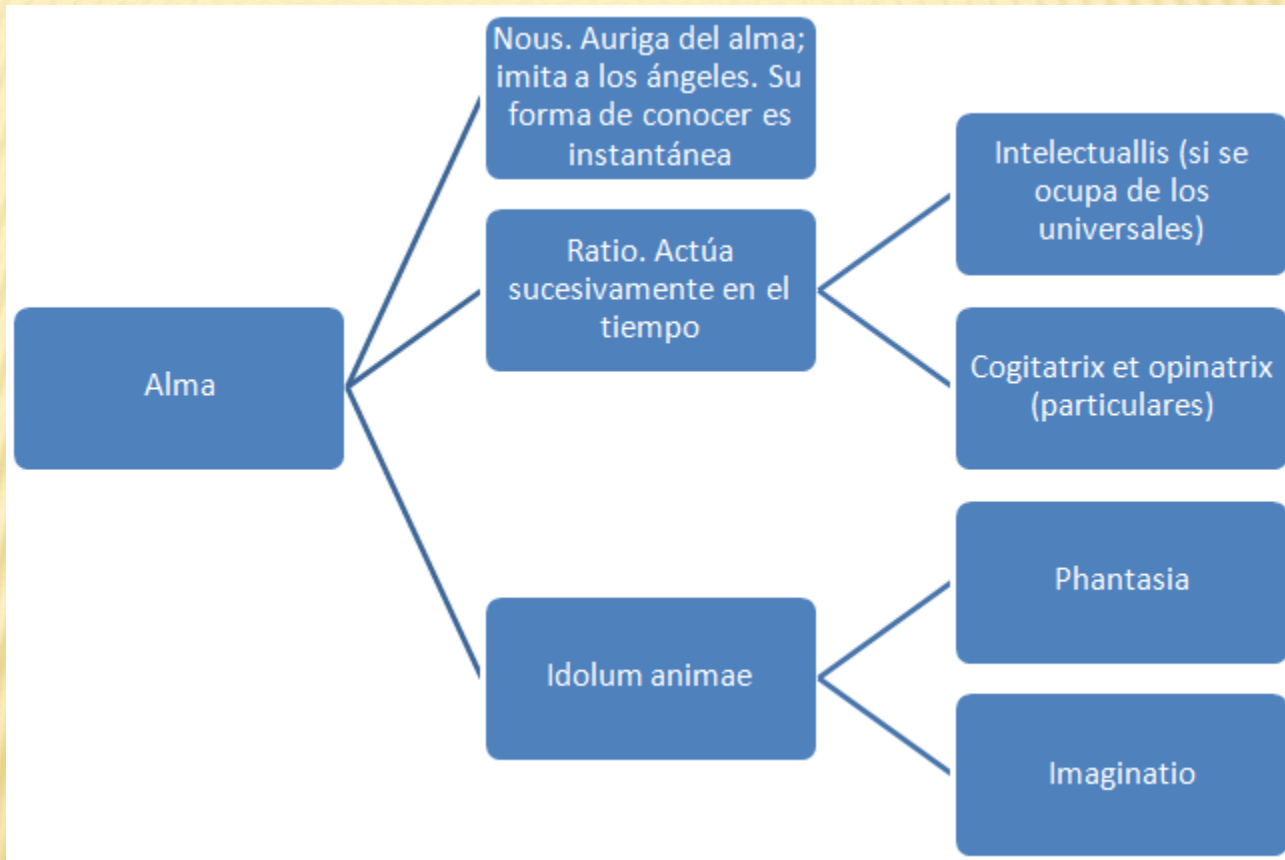 Nous. Auriga del alma;
imita a los ángeles. Su
forma de conocer es
instantánea
Intelectuallis (si se
ocupa de los
universales)
Ratio. Actúa
sucesivamente en el
tiempo
Alma
Cogitatrix et opinatrix
(particulares)
Phantasia
Idolum animae
Imaginatio